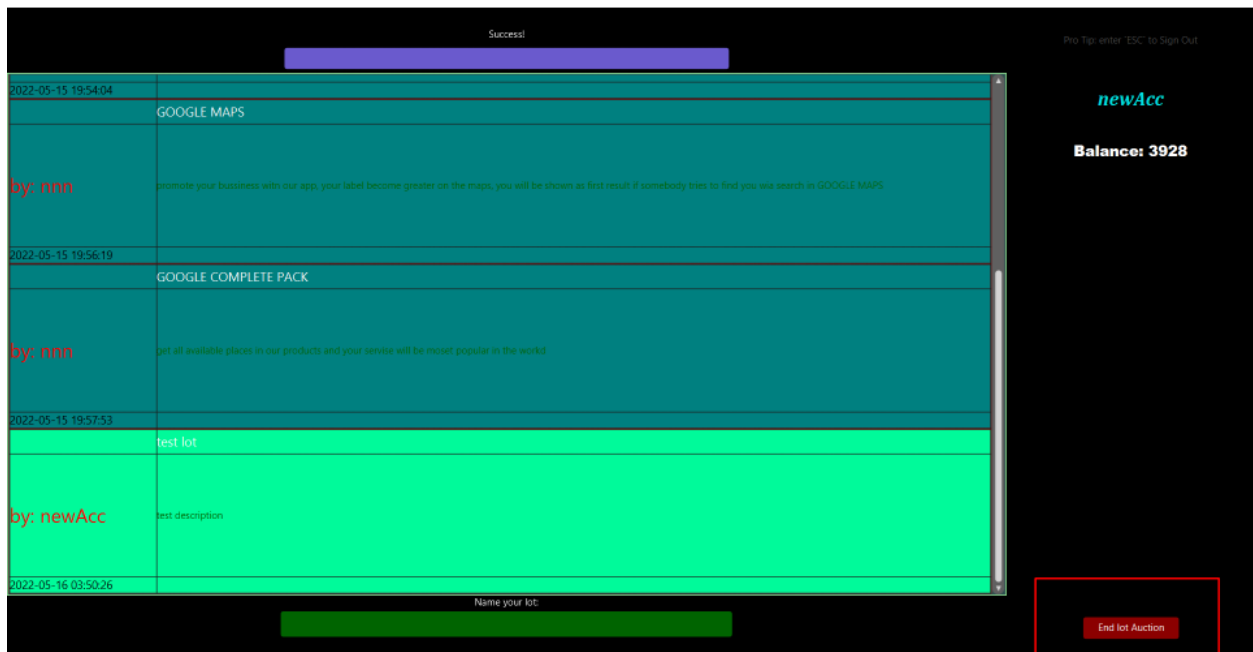 Success!
Pro Tip: enter 'ESC' to Sign Out
2022-05-15 19:54:04
newAcc
GOOGLE MAPS
Balance: 3928
by: nnn
promote your bussiness witn our app, your label become greater on the maps, you will be shown as first result if somebody tries to find you wia search in GOOGLE MAPS
2022-05-15 19:56:19
GOOGLE COMPLETE PACK
by: nnn
get all available places in our products and your service will be moset popular in the workd
2022-05-15 19:57:53
test lot
by: newAcc
test description
2022-05-16 03:50:26
Name your lot:
End lot Auction